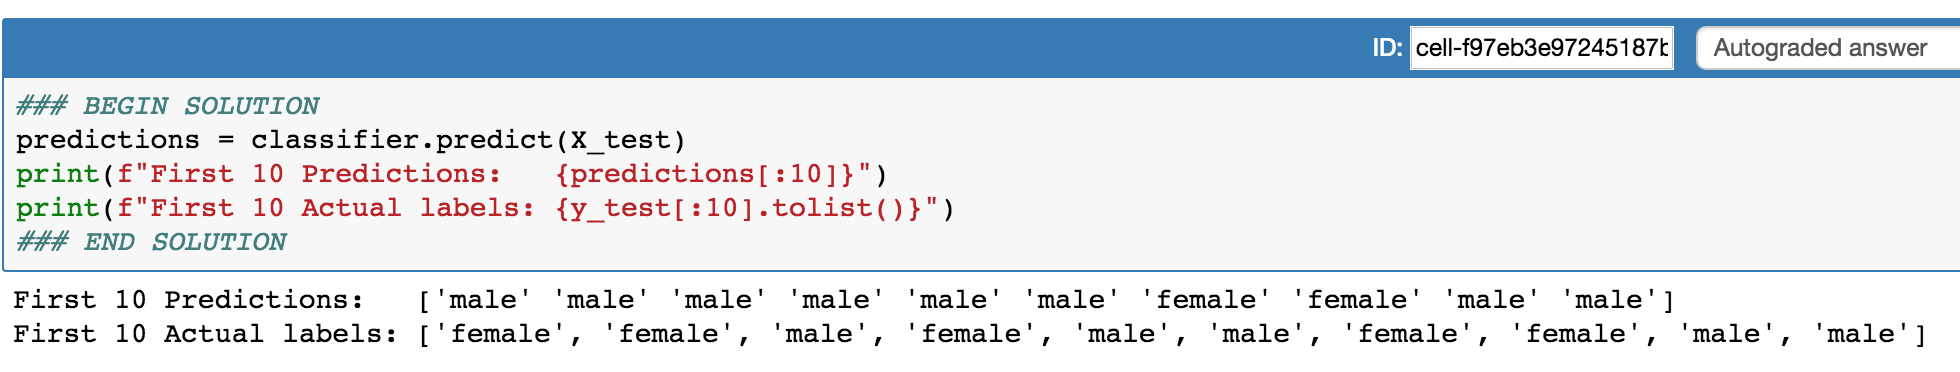 ID: cell-f97eb3e97245187b Autograded answer
### BEGIN SOLUTION
predictions = classifier.predict(X_test)
print(f"First 10 Predictions:   {predictions[:10]}")
print(f"First 10 Actual labels: {y_test[:10].tolist()}")
### END SOLUTION
First 10 Predictions:   ['male' 'male' 'male' 'male' 'male' 'male' 'female' 'female' 'male' 'male']
First 10 Actual labels: ['female', 'female', 'male', 'female', 'male', 'male', 'female', 'female', 'male', 'male']